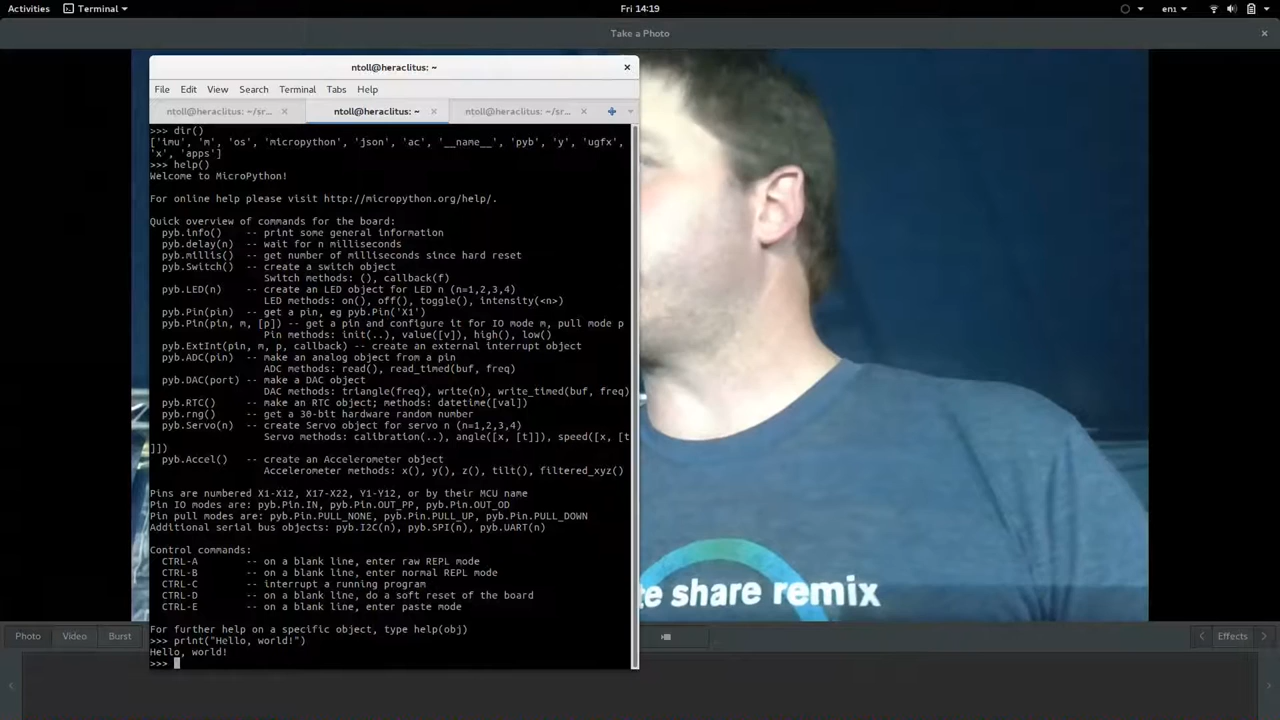 Activities
Terminal
Fri 14:19
en1
Take a Photo
ntoll@heraclitus: ~
File Edit View Search Terminal Tabs Help
ntoll@heraclitus: ~/sr...
ntoll@heraclitus: ~
ntoll@heraclitus: ~/sr...
>>> dir()
['imu', 'm', 'os', 'micropython', 'json', 'ac', '__name__', 'pyb', 'y', 'ugfx',
'x', 'apps']
>>> help()
Welcome to MicroPython!
For online help please visit http://micropython.org/help/.
Quick overview of commands for the board:
pyb.info() -- print some general information
pyb.delay(n) -- wait for n milliseconds
pyb.millis() -- get number of milliseconds since hard reset
pyb.Switch() -- create a switch object
Switch methods: (), callback(f)
pyb.LED(n) -- create an LED object for LED n (n=1,2,3,4)
LED methods: on(), off(), toggle(), intensity(<n>)
pyb.Pin(pin) -- get a pin, eg pyb.Pin('X1')
pyb.Pin(pin, m, [p]) -- get a pin and configure it for IO mode m, pull mode p
Pin methods: init(..), value([v]), high(), low()
pyb.ExtInt(pin, m, p, callback) -- create an external interrupt object
pyb.ADC(pin) -- make an analog object from a pin
ADC methods: read(), read_timed(buf, freq)
pyb.DAC(port) -- make a DAC object
DAC methods: triangle(freq), write(n), write_timed(buf, freq)
pyb.RTC() -- make an RTC object; methods: datetime([val])
pyb.rng() -- get a 30-bit hardware random number
pyb.Servo(n) -- create Servo object for servo n (n=1,2,3,4)
Servo methods: calibration(..), angle([x, [t]]), speed([x, [t
]])
pyb.Accel() -- create an Accelerometer object
Accelerometer methods: x(), y(), z(), tilt(), filtered_xyz()
Pins are numbered X1-X12, X17-X22, Y1-Y12, or by their MCU name
Pin IO modes are: pyb.Pin.IN, pyb.Pin.OUT_PP, pyb.Pin.OUT_OD
Pin pull modes are: pyb.Pin.PULL_NONE, pyb.Pin.PULL_UP, pyb.Pin.PULL_DOWN
Additional serial bus objects: pyb.I2C(n), pyb.SPI(n), pyb.UART(n)
Control commands:
CTRL-A -- on a blank line, enter raw REPL mode
CTRL-B -- on a blank line, enter normal REPL mode
CTRL-C -- interrupt a running program
CTRL-D -- on a blank line, do a soft reset of the board
CTRL-E -- on a blank line, enter paste mode
For further help on a specific object, type help(obj)
>>> print("Hello, world!")
Hello, world!
>>>
share remix
Photo
Video
Burst
Effects